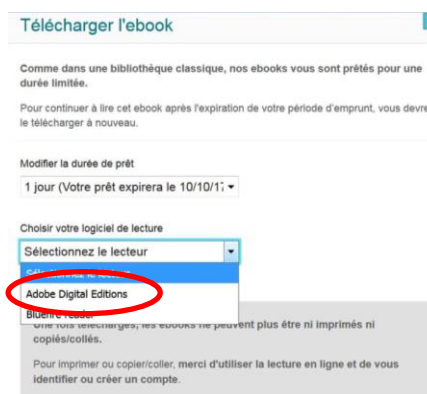 Télécharger l'ebook
Comme dans une bibliothèque classique, nos ebooks vous sont prêtés pour une
durée limitée.
Pour continuer à lire cet ebook après l'expiration de votre période d'emprunt, vous devre
le télécharger à nouveau.
Modifier la durée de prêt
1 jour (Votre prêt expirera le 10/10/17
Choisir votre logiciel de lecture
Sélectionnez le lecteur
Sélectionnez le lecteur
Adobe Digital Editions
Bluefire reader
Une fois téléchargés, les ebooks ne peuvent plus être ni imprimés ni
copiés/collés.
Pour imprimer ou copier/coller, merci d'utiliser la lecture en ligne et de vous
identifier ou créer un compte.